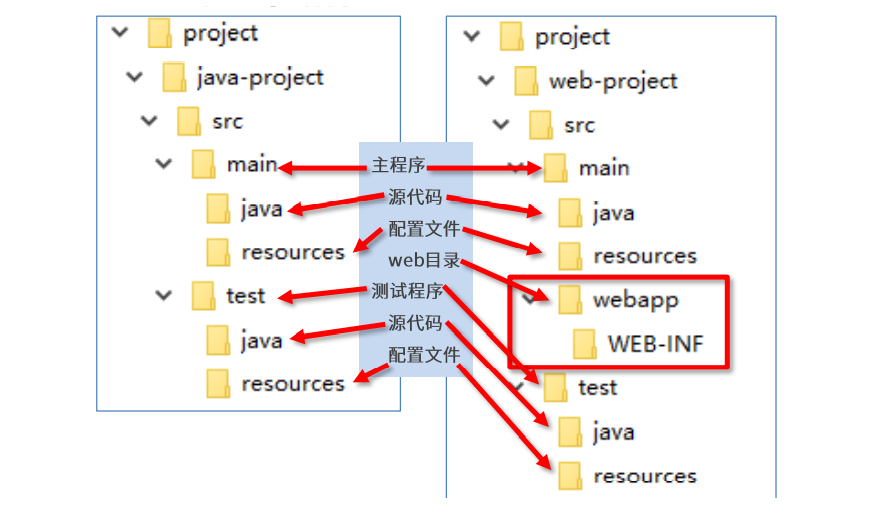 project
java-project
src
main
java
resources
test
java
resources
主程序
源代码
配置文件
web目录
测试程序
源代码
配置文件
project
web-project
src
main
java
resources
webapp
WEB-INF
test
java
resources